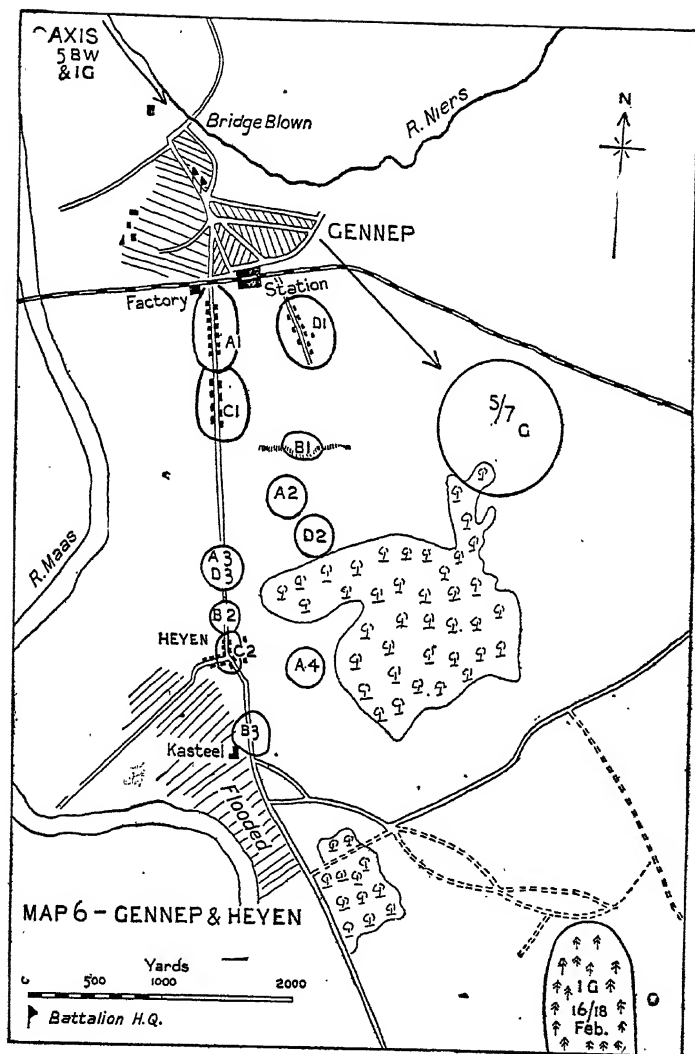 AXIS
5 BW
& 1G
Bridge Blown
R. Niers
N
GENNEP
Factory
Station
A1
D1
C1
5/7 G
B1
A2
D2
R. Maas
A3
D3
B2
HEYEN
C2
A.4
B3
Kasteel
Flooded
MAP 6 – GENNEP & HEYEN
Yards
0 500 1000 2000
Battalion H.Q.
1G
16/18
Feb.